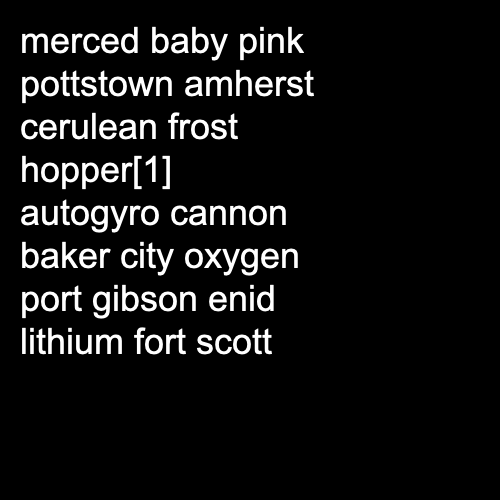 merced baby pink
pottstown amherst
cerulean frost
hopper[1]
autogyro cannon
baker city oxygen
port gibson enid
lithium fort scott